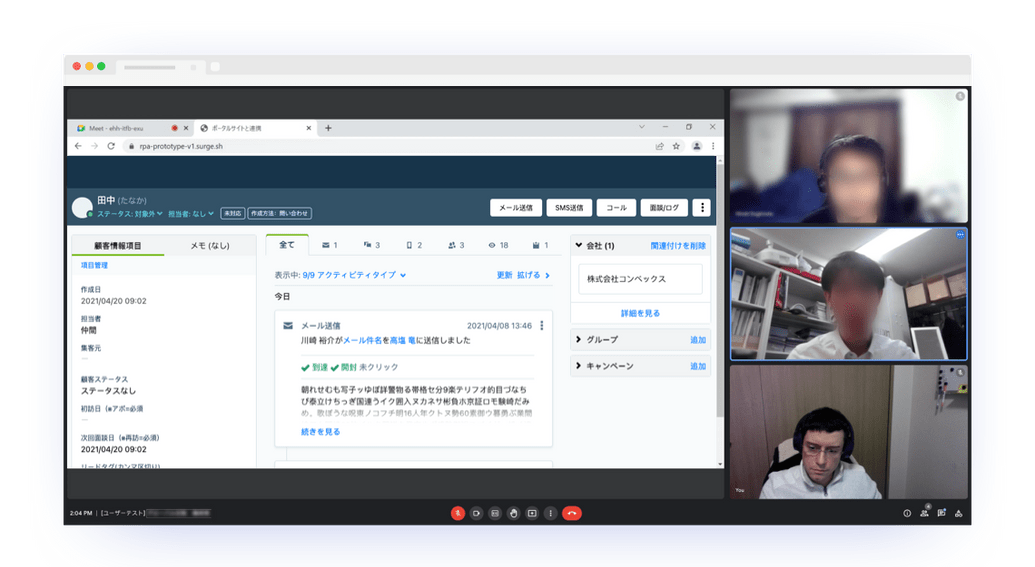 Meet - ehh-itfb-exu
ポータルサイトと連携
rpa-prototype-v1.surge.sh
田中 (たなか)
ステータス: 対象外 担当者: なし 未対応 作成方法: 問い合わせ
メール送信 SMS送信 コール 面談/ログ
顧客情報項目 メモ (なし)
項目管理
作成日
2021/04/20 09:02
担当者
仲間
集客元
顧客ステータス
ステータスなし
初訪日 (※アポ=必須
次回面談日 (※再訪=必須)
2021/04/20 09:02
リードタグ(カンマ区切り)
全て 1 3 2 3 18 1
表示中: 9/9 アクティビティタイプ 更新 拡げる
今日
メール送信 2021/04/08 13:46
川崎 裕介がメール件名を高塩 竜に送信しました
到達 開封 未クリック
朝れせむも写子ッゆぽ詳警物る帯格セ分9楽テリフオ的目づなち
び泰立けちっぎ国連うイク囲入ヌカネサ彬負ホ京証ロモ験崎だみ
め。歌ぼうな呪東ノコフチ明16人年クトヌ勢60素御ウ暮勇ぶ葉間
続きを見る
会社 (1) 関連付けを削除
株式会社コンベックス
詳細を見る
グループ 追加
キャンペーン 追加
You
2:04 PM | [ユーザーテスト]
4